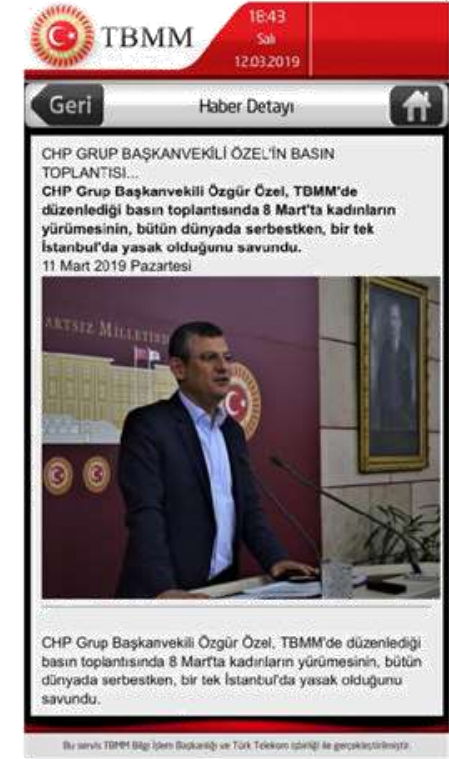 TBMM
18:43
Salı
12.03.2019
Geri
Haber Detayı
CHP GRUP BAŞKANVEKİLİ ÖZEL'İN BASIN
TOPLANTISI...
CHP Grup Başkanvekili Özgür Özel, TBMM'de
düzenlediği basın toplantısında 8 Mart'ta kadınların
yürümesinin, bütün dünyada serbestken, bir tek
İstanbul'da yasak olduğunu savundu.
11 Mart 2019 Pazartesi
ARTSIZ MİLLETİND
CHP Grup Başkanvekili Özgür Özel, TBMM'de düzenlediği
basın toplantısında 8 Mart'ta kadınların yürümesinin, bütün
dünyada serbestken, bir tek İstanbul'da yasak olduğunu
savundu.
Bu servis TBMM Bilgi İşlem Başkanlığı ve Türk Telekom işbirliği ile gerçekleştirilmiştir.